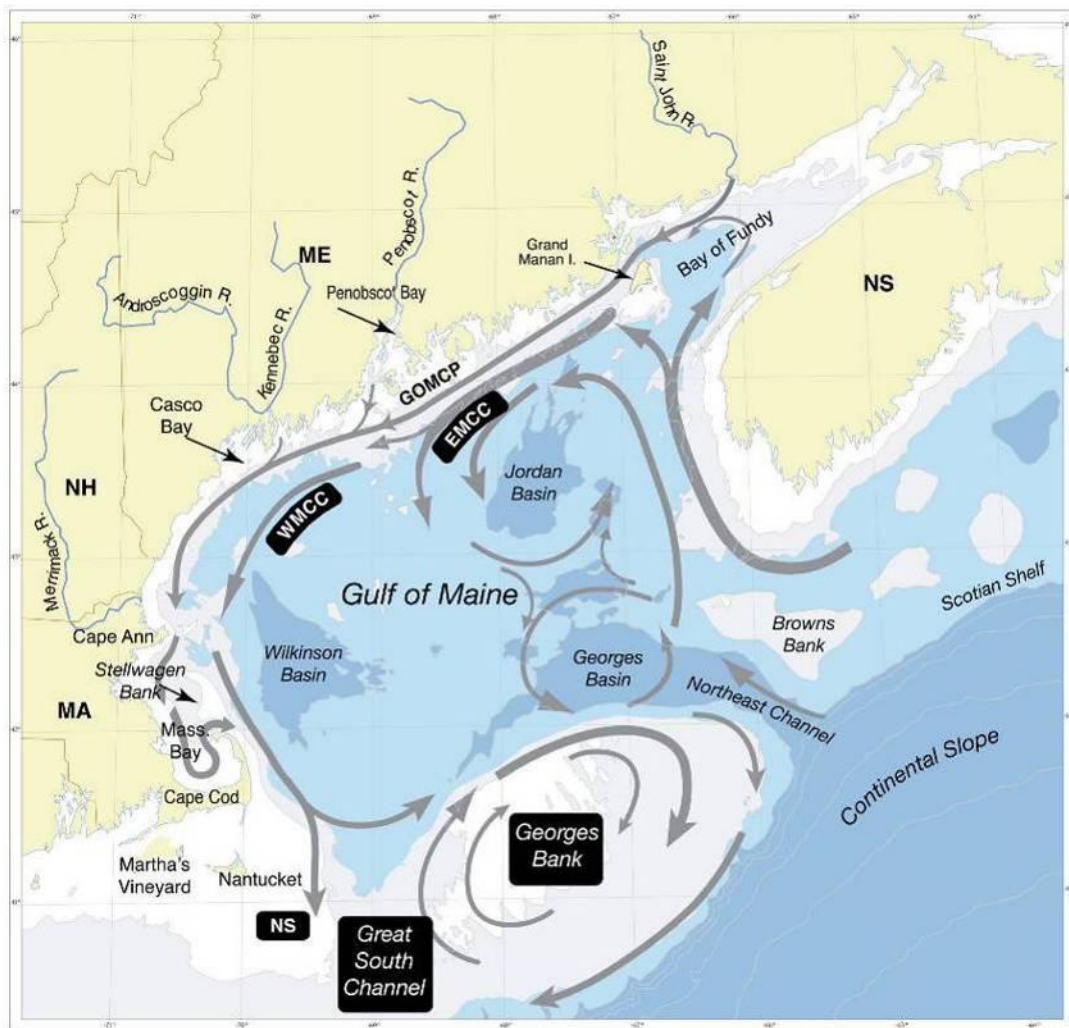 Saint John R.
Penobscot R.
ME
Grand
Manan I.
Bay of Fundy
NS
Androscoggin R.
Kennebec R.
Penobscot Bay
GOMCP
Casco
Bay
EMCC
NH
WMCC
Jordan
Basin
Merrimack R.
Gulf of Maine
Scotian Shelf
Browns
Bank
Cape Ann
Stellwagen
Bank
Wilkinson
Basin
Georges
Basin
Northeast Channel
MA
Mass.
Bay
Continental Slope
Cape Cod
Georges
Bank
Martha's
Vineyard
Nantucket
NS
Great
South
Channel